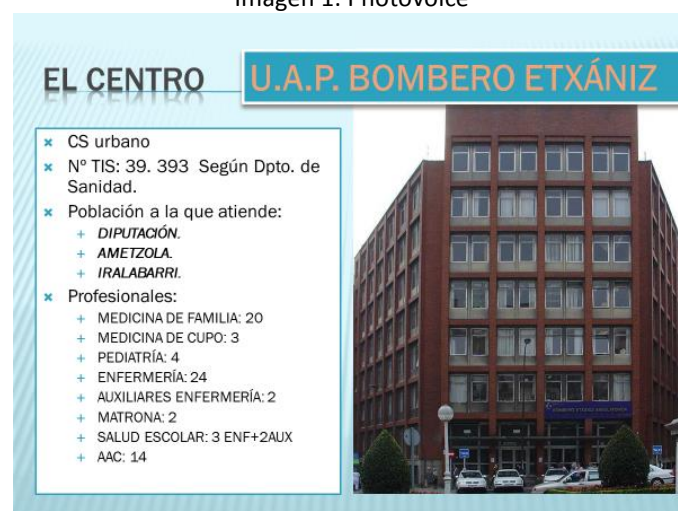 Imagen 1. Photovoice
EL CENTRO
U.A.P. BOMBERO ETXÁNIZ
CS urbano
Nº TIS: 39. 393 Según Dpto. de
Sanidad.
Población a la que atiende:
DIPUTACIÓN.
AMETZOLA.
IRALABARRI.
Profesionales:
MEDICINA DE FAMILIA: 20
MEDICINA DE CUPO: 3
PEDIATRÍA: 4
ENFERMERÍA: 24
AUXILIARES ENFERMERÍA: 2
MATRONA: 2
SALUD ESCOLAR: 3 ENF+2AUX
AAC: 14